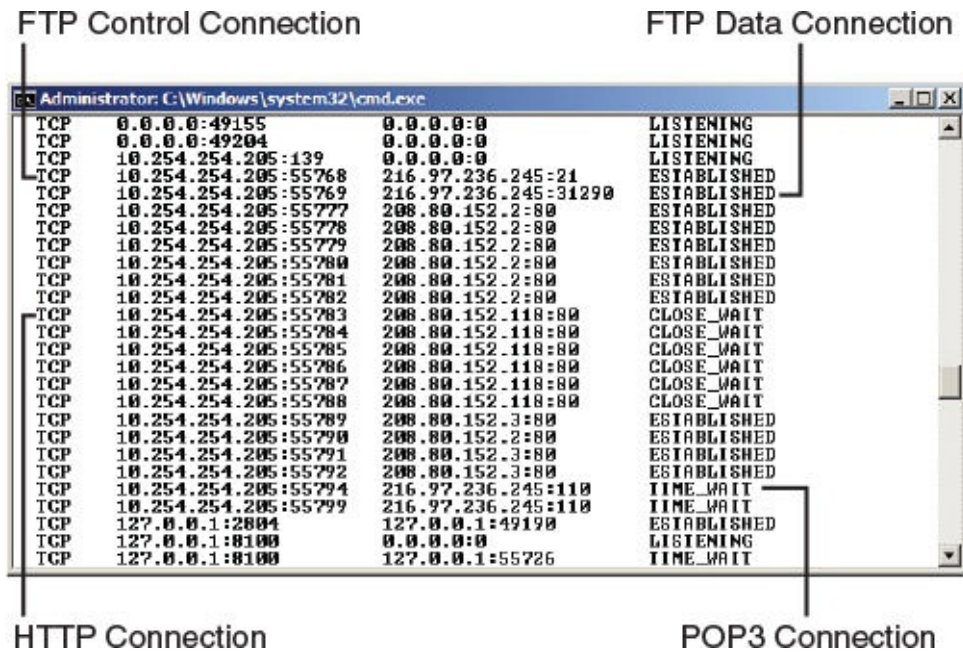 FTP Control Connection FTP Data Connection
Administrator: C:\Windows\system32\cmd.exe
TCP 0.0.0.0:49155 0.0.0.0:0 LISTENING
TCP 0.0.0.0:49204 0.0.0.0:0 LISTENING
TCP 10.254.254.205:139 0.0.0.0:0 LISTENING
TCP 10.254.254.205:55768 216.97.236.245:21 ESTABLISHED
TCP 10.254.254.205:55769 216.97.236.245:31290 ESTABLISHED
TCP 10.254.254.205:55777 208.80.152.2:80 ESTABLISHED
TCP 10.254.254.205:55778 208.80.152.2:80 ESTABLISHED
TCP 10.254.254.205:55779 208.80.152.2:80 ESTABLISHED
TCP 10.254.254.205:55780 208.80.152.2:80 ESTABLISHED
TCP 10.254.254.205:55781 208.80.152.2:80 ESTABLISHED
TCP 10.254.254.205:55782 208.80.152.2:80 ESTABLISHED
TCP 10.254.254.205:55783 208.80.152.118:80 CLOSE_WAIT
TCP 10.254.254.205:55784 208.80.152.118:80 CLOSE_WAIT
TCP 10.254.254.205:55785 208.80.152.118:80 CLOSE_WAIT
TCP 10.254.254.205:55786 208.80.152.118:80 CLOSE_WAIT
TCP 10.254.254.205:55787 208.80.152.118:80 CLOSE_WAIT
TCP 10.254.254.205:55788 208.80.152.118:80 CLOSE_WAIT
TCP 10.254.254.205:55789 208.80.152.3:80 ESTABLISHED
TCP 10.254.254.205:55790 208.80.152.2:80 ESTABLISHED
TCP 10.254.254.205:55791 208.80.152.3:80 ESTABLISHED
TCP 10.254.254.205:55792 208.80.152.3:80 ESTABLISHED
TCP 10.254.254.205:55794 216.97.236.245:110 TIME_WAIT
TCP 10.254.254.205:55799 216.97.236.245:110 TIME_WAIT
TCP 127.0.0.1:2804 127.0.0.1:49190 ESTABLISHED
TCP 127.0.0.1:8100 0.0.0.0:0 LISTENING
TCP 127.0.0.1:8100 127.0.0.1:55726 TIME_WAIT
HTTP Connection POP3 Connection